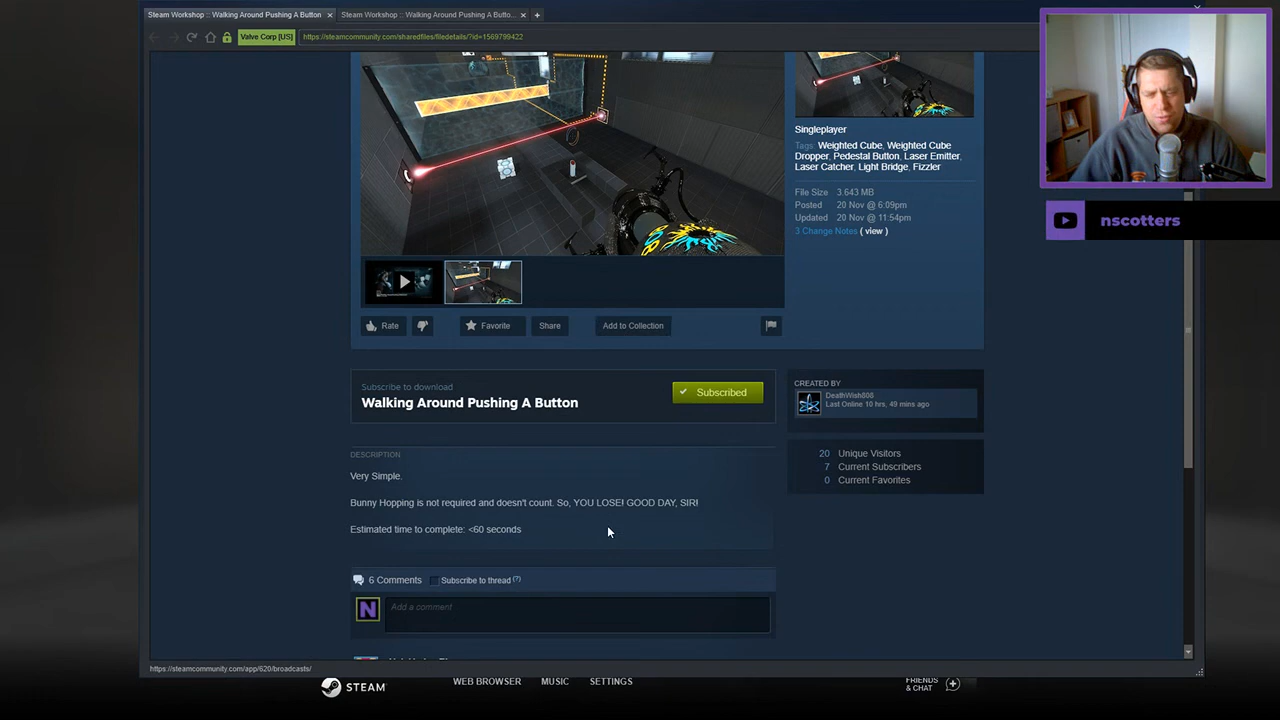 Steam Workshop :: Walking Around Pushing A Button
Steam Workshop :: Walking Around Pushing A Butto...
Valve Corp [US]
https://steamcommunity.com/sharedfiles/filedetails/?id=1569799422
nscotters
Singleplayer
Tags: Weighted Cube, Weighted Cube
Dropper, Pedestal Button, Laser Emitter,
Laser Catcher, Light Bridge, Fizzler
File Size 3.643 MB
Posted 20 Nov @ 6:09pm
Updated 20 Nov @ 11:54pm
3 Change Notes ( view )
Rate
Favorite
Share
Add to Collection
Subscribe to download
Walking Around Pushing A Button
Subscribed
CREATED BY
DeathWish808
Last Online 10 hrs, 49 mins ago
20 Unique Visitors
7 Current Subscribers
0 Current Favorites
DESCRIPTION
Very Simple.
Bunny Hopping is not required and doesn't count. So, YOU LOSE! GOOD DAY, SIR!
Estimated time to complete: <60 seconds
6 Comments
Subscribe to thread (?)
N
Add a comment
https://steamcommunity.com/app/620/broadcasts/
STEAM
WEB BROWSER
MUSIC
SETTINGS
FRIENDS
& CHAT